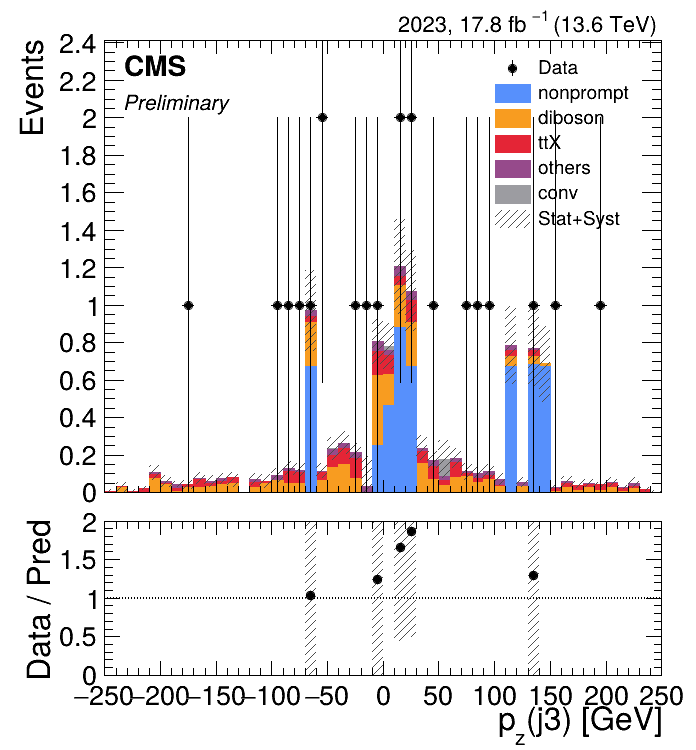 2023, 17.8 fb⁻¹ (13.6 TeV)
CMS
Preliminary
Events
2.4
2.2
2
1.8
1.6
1.4
1.2
1
0.8
0.6
0.4
0.2
0
Data
nonprompt
diboson
ttX
others
conv
Stat+Syst
Data / Pred
2
1.5
1
0.5
0
−250 −200 −150 −100 −50 0 50 100 150 200 250
p_z(j3) [GeV]